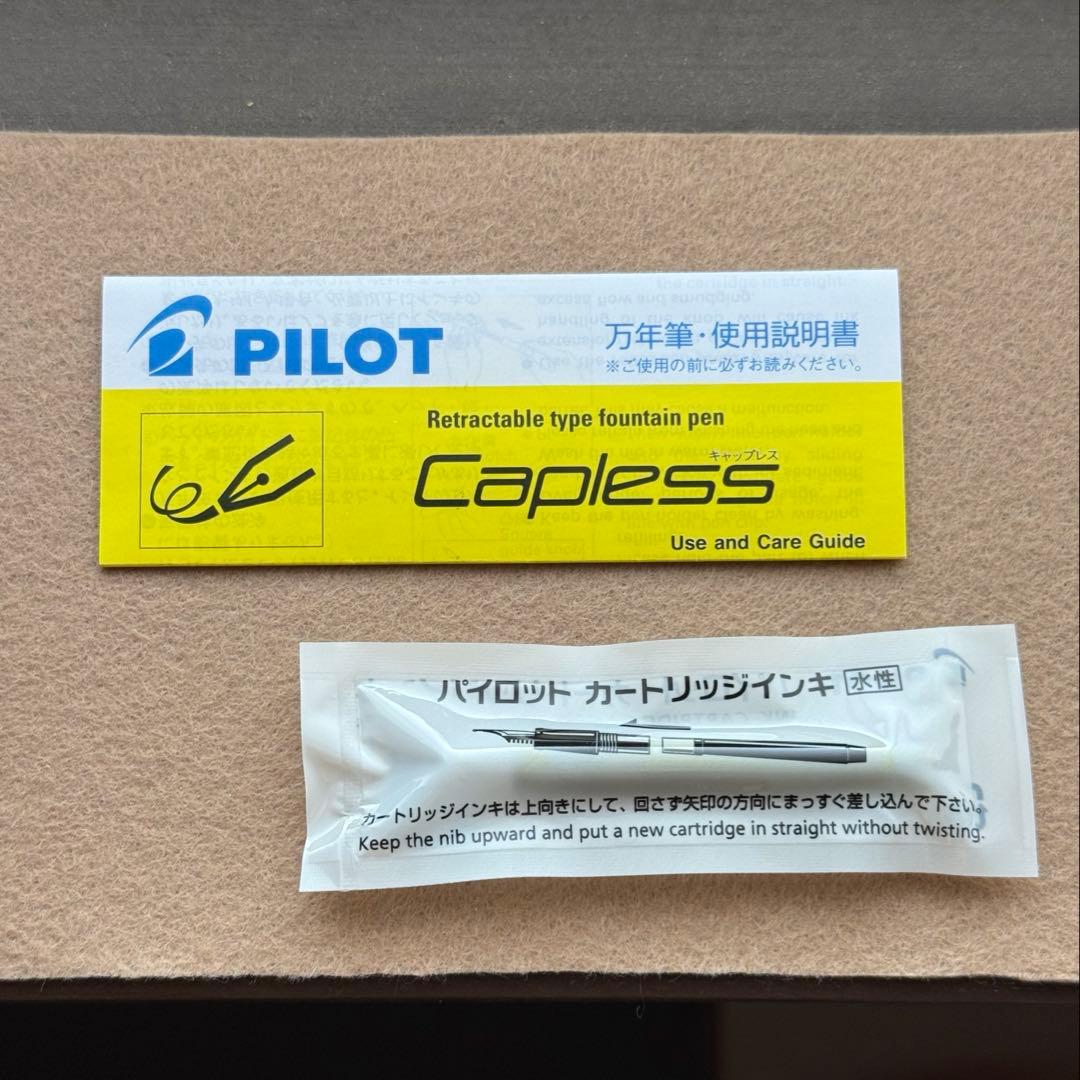 PILOT
万年筆・使用説明書
※ご使用の前に必ずお読みください。
Retractable type fountain pen
キャップレス
Capless
Use and Care Guide
パイロット カートリッジインキ 水性
カートリッジインキは上向きにして、回さず矢印の方向にまっすぐ差し込んで下さい。
Keep the nib upward and put a new cartridge in straight without twisting.